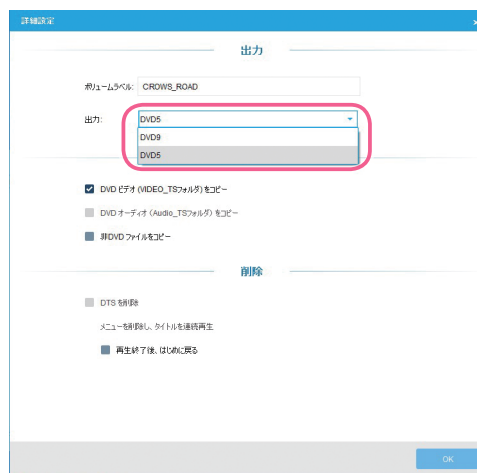 詳細設定
出力
ボリュームラベル: CROWS_ROAD
出力: DVD5
DVD9
DVD5
DVD ビデオ (VIDEO_TSフォルダ) をコピー
DVD オーディオ (Audio_TSフォルダ) をコピー
非DVD ファイルをコピー
削除
DTS を削除
メニューを削除し、タイトルを連続再生
再生終了後、はじめに戻る
OK